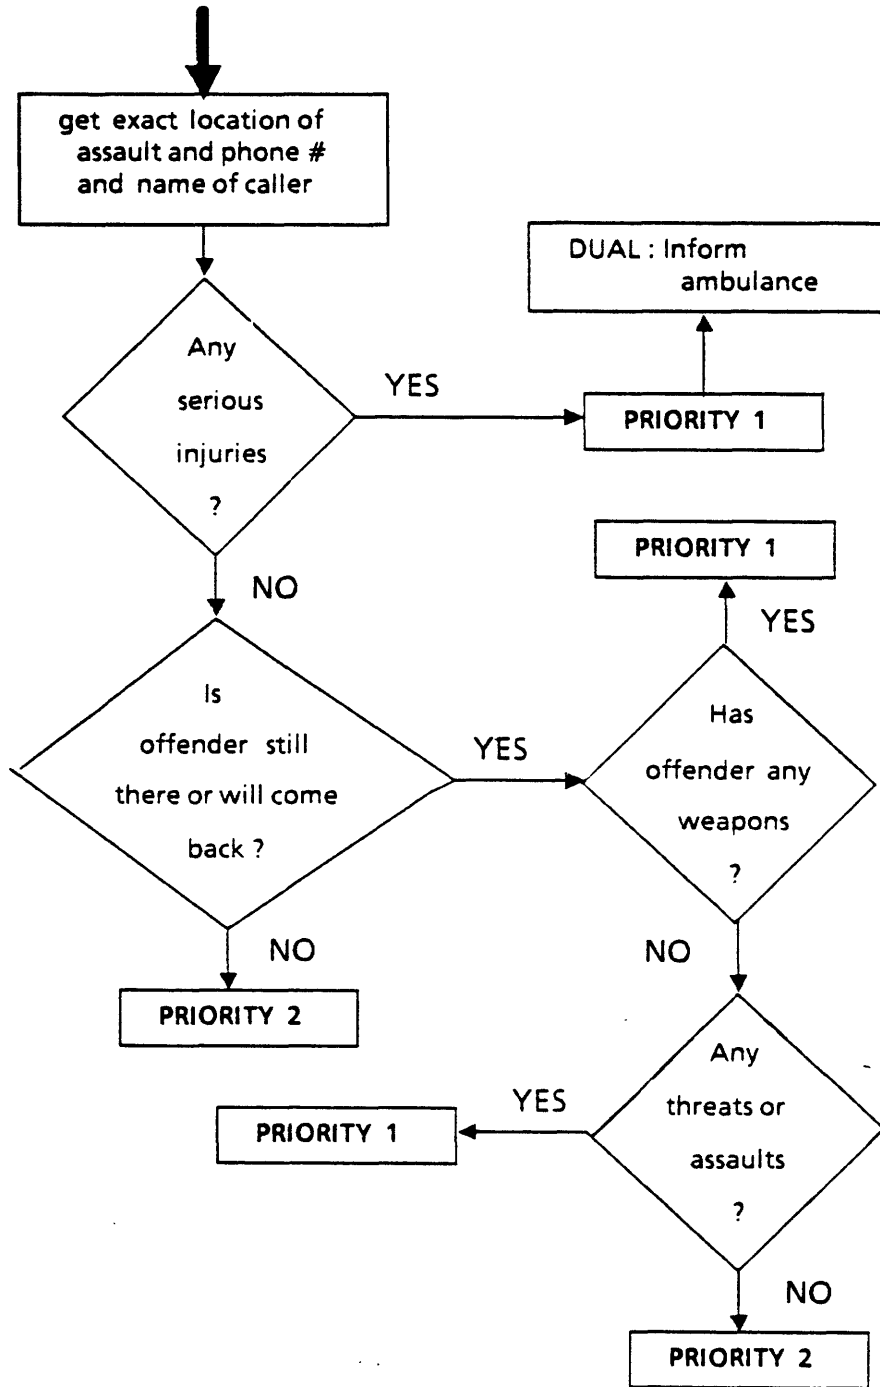 get exact location of
assault and phone #
and name of caller
DUAL : Inform
ambulance
Any
serious
injuries
?
YES
PRIORITY 1
NO
PRIORITY 1
YES
Is
offender still
there or will come
back ?
YES
Has
offender any
weapons
?
NO
PRIORITY 2
NO
Any
threats or
assaults
?
YES
PRIORITY 1
NO
PRIORITY 2